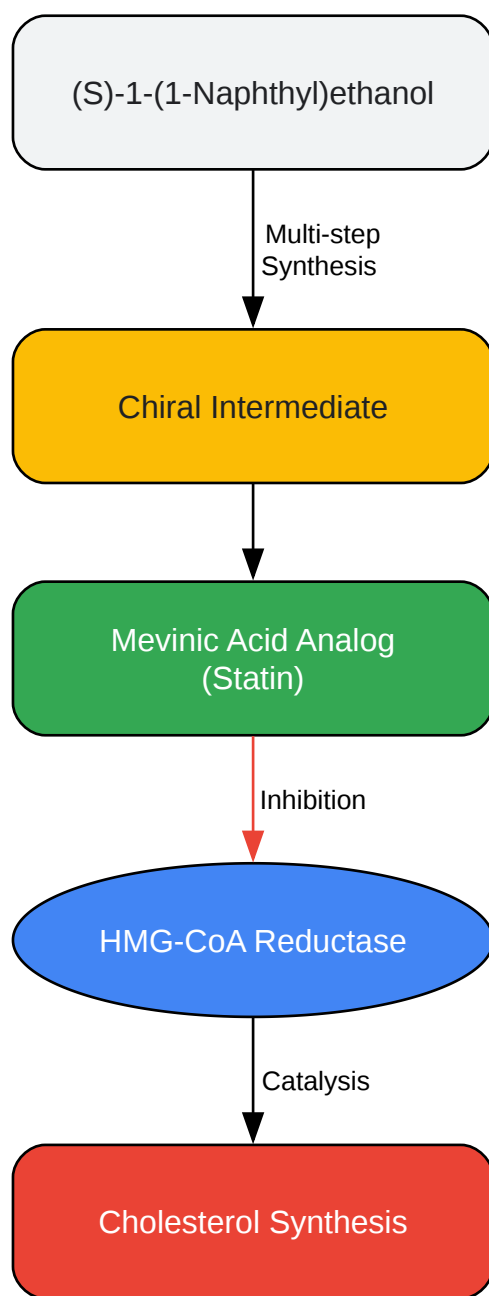 (S)-1-(1-Naphthyl)ethanol
Multi-step
Synthesis
Chiral Intermediate
Mevinic Acid Analog
(Statin)
Inhibition
HMG-CoA Reductase
Catalysis
Cholesterol Synthesis